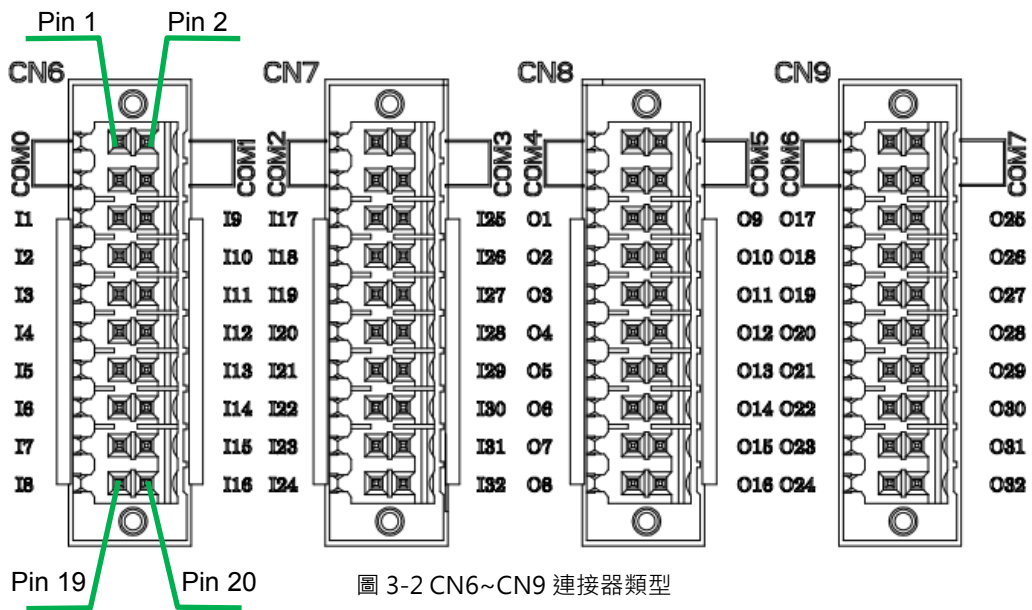 Pin 1 Pin 2
CN6 CN7 CN8 CN9
COM0 COM1 COM2 COM3 COM4 COM5 COM6 COM7
I1 I9 I17 I25 O1 O9 O17 O25
I2 I10 I18 I26 O2 O10 O18 O26
I3 I11 I19 I27 O3 O11 O19 O27
I4 I12 I20 I28 O4 O12 O20 O28
I5 I13 I21 I29 O5 O13 O21 O29
I6 I14 I22 I30 O6 O14 O22 O30
I7 I15 I23 I31 O7 O15 O23 O31
I8 I16 I24 I32 O8 O16 O24 O32
Pin 19 Pin 20 圖 3-2 CN6~CN9 連接器類型